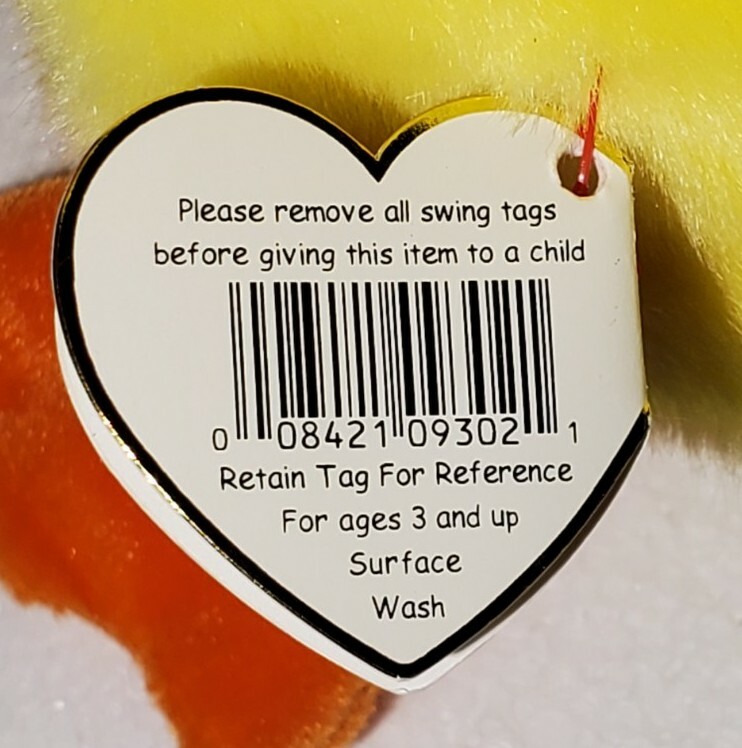 Please remove all swing tags
before giving this item to a child
0 08421 09302 1
Retain Tag For Reference
For ages 3 and up
Surface
Wash